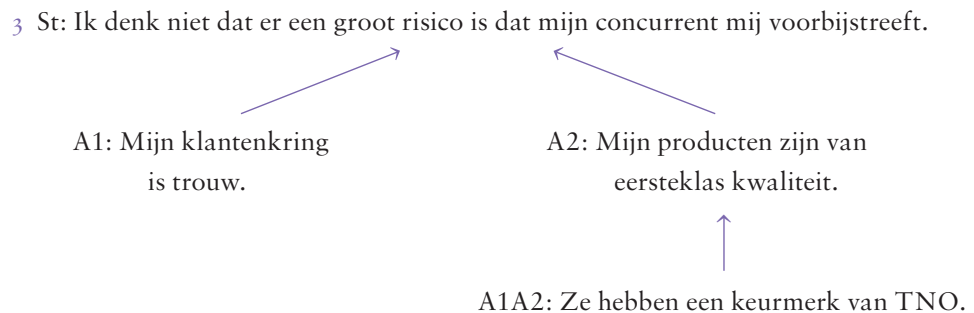 3 St: Ik denk niet dat er een groot risico is dat mijn concurrent mij voorbijstreeft.
A1: Mijn klantenkring
is trouw.
A2: Mijn producten zijn van
eersteklas kwaliteit.
A1A2: Ze hebben een keurmerk van TNO.